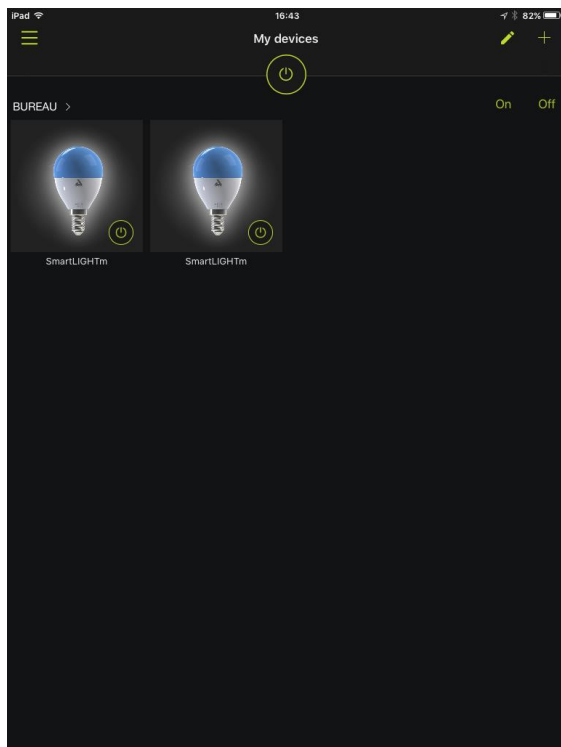 iPad 16:43 82%
My devices
BUREAU > On Off
SmartLIGHTm SmartLIGHTm